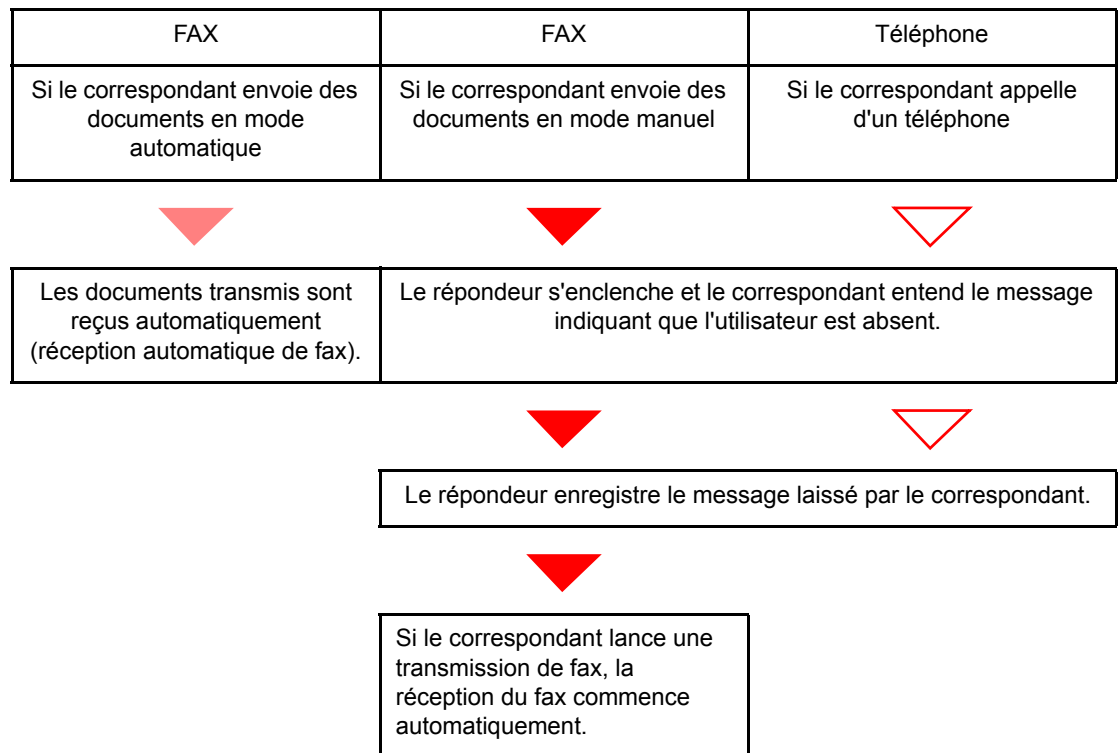 FAX
FAX
Téléphone
Si le correspondant envoie des
documents en mode
automatique
Si le correspondant envoie des
documents en mode manuel
Si le correspondant appelle
d'un téléphone
Les documents transmis sont
reçus automatiquement
(réception automatique de fax).
Le répondeur s'enclenche et le correspondant entend le message
indiquant que l'utilisateur est absent.
Le répondeur enregistre le message laissé par le correspondant.
Si le correspondant lance une
transmission de fax, la
réception du fax commence
automatiquement.